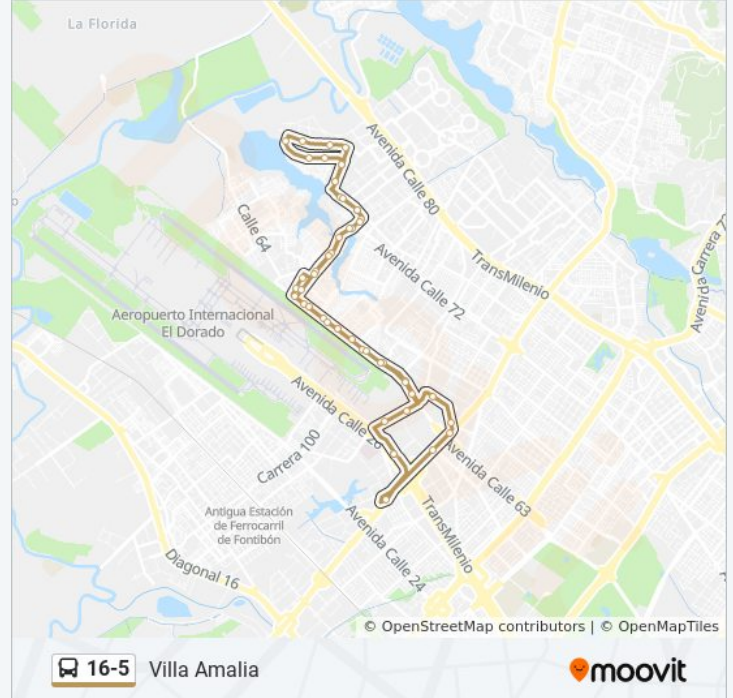 La Florida
Avenida Calle 80
Calle 64
TransMilenio
Avenida Carrera 7
Avenida Calle 72
Aeropuerto Internacional
El Dorado
Avenida Calle 26
Carrera 100
Avenida Calle 63
Antigua Estación
de Ferrocarril
de Fontibón
TransMilenio
Avenida Calle 24
Diagonal 16
© OpenStreetMap contributors | © OpenMapTiles
16-5 Villa Amalia
moovit